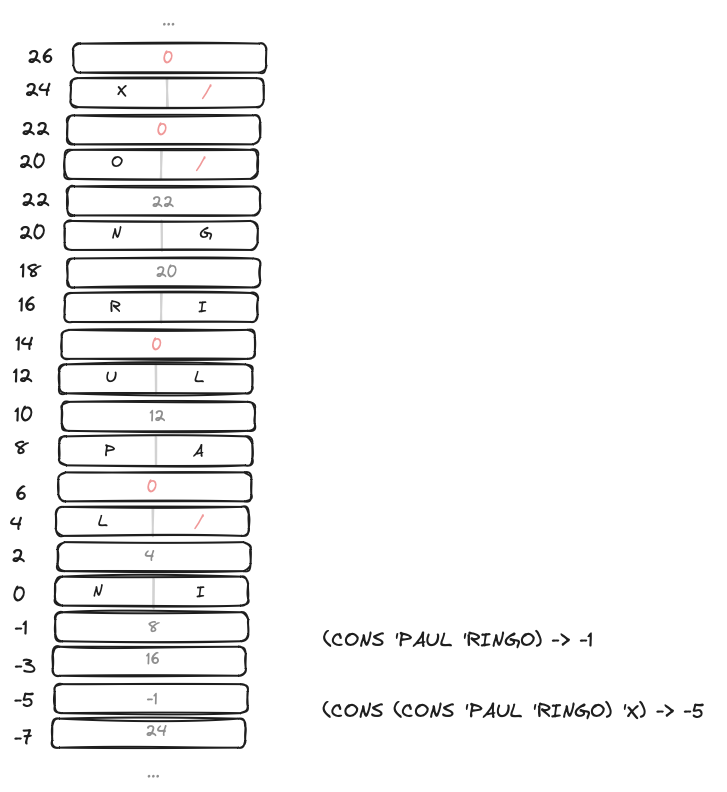 ...
26 0
24 X /
22 0
20 O /
22 22
20 N G
18 20
16 R I
14 0
12 U L
10 12
8 P A
6 0
4 L /
2 4
0 N I
-1 8
(CONS 'PAUL 'RINGO) -> -1
-3 16
-5 -1
(CONS (CONS 'PAUL 'RINGO) 'X) -> -5
-7 24
...